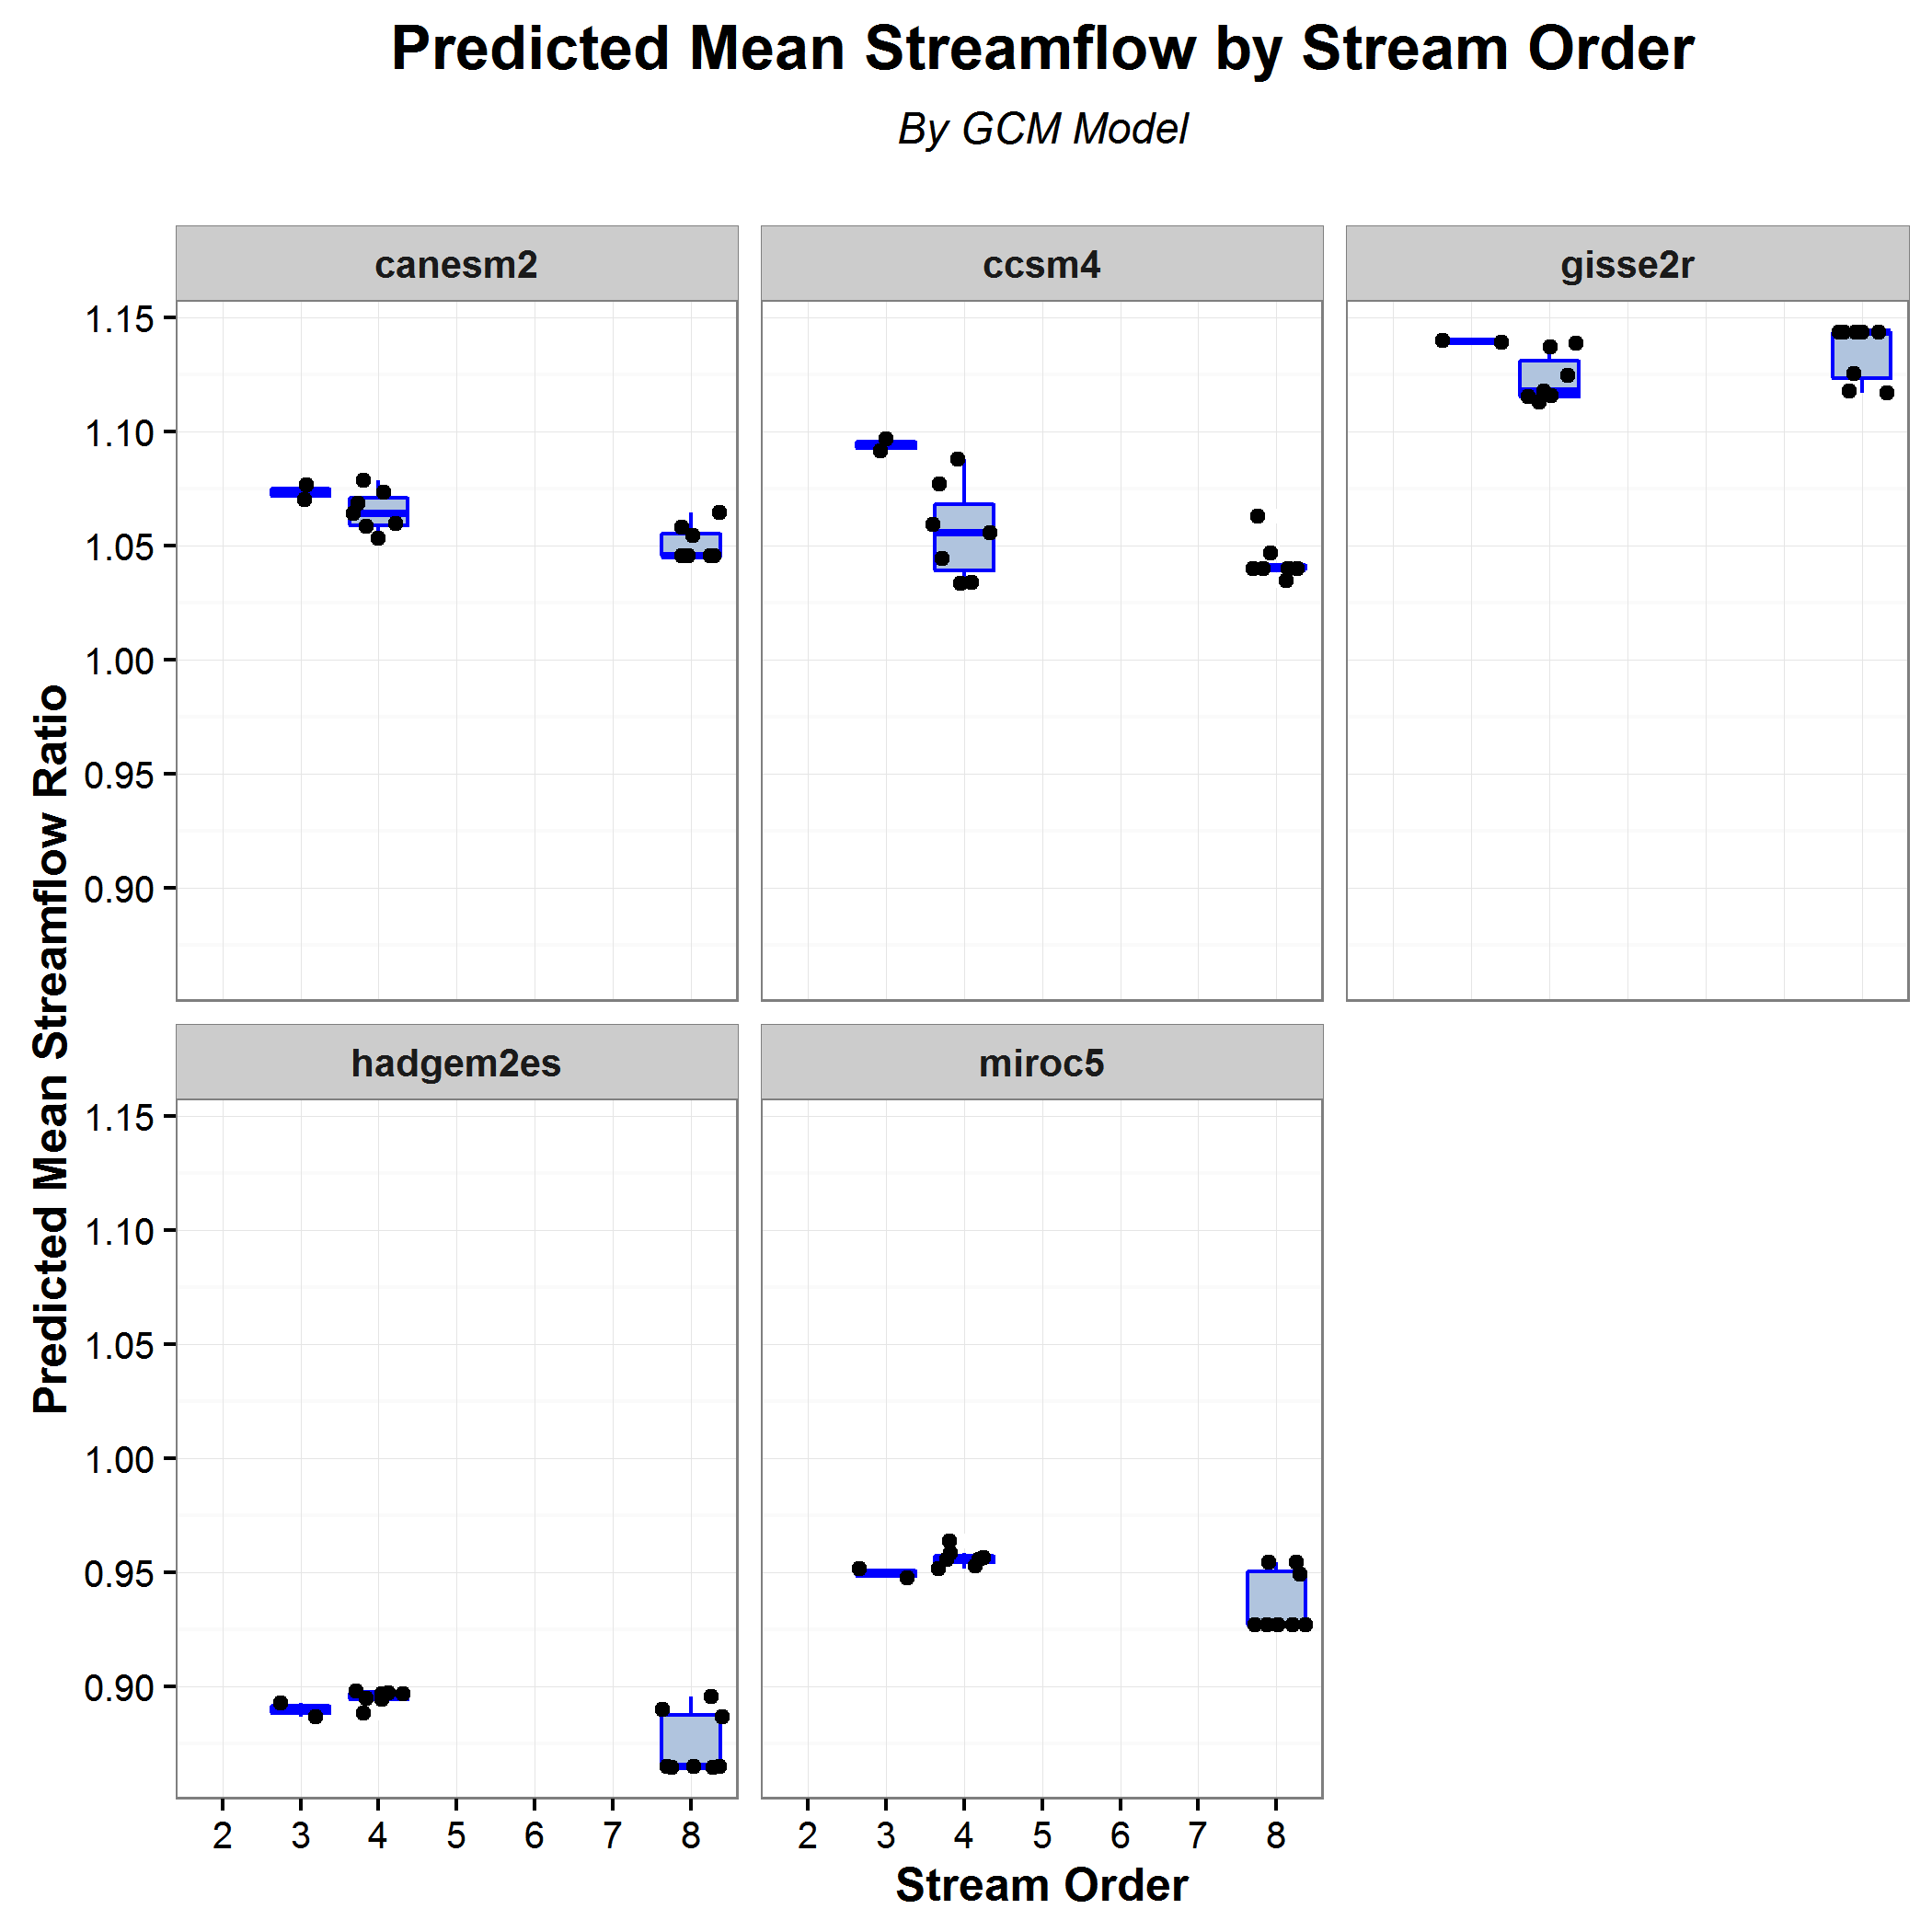 Predicted Mean Streamflow by Stream Order
By GCM Model
canesm2
ccsm4
gisse2r
1.15
1.10
1.05
1.00
0.95
0.90
Predicted Mean Streamflow Ratio
hadgem2es
miroc5
1.15
1.10
1.05
1.00
0.95
0.90
2 3 4 5 6 7 8
2 3 4 5 6 7 8
Stream Order